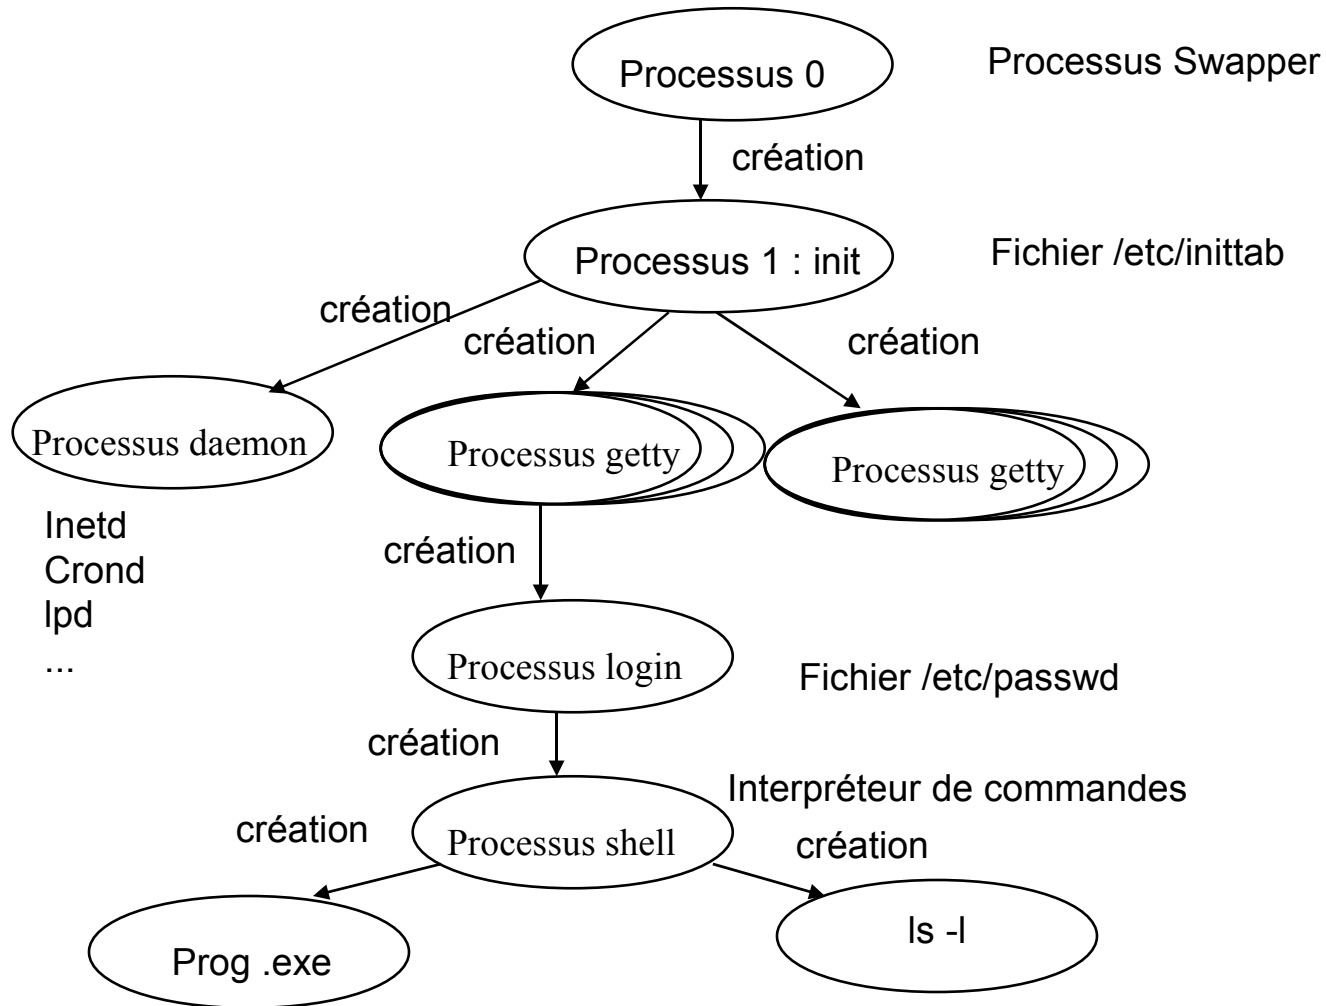 Processus 0
Processus Swapper
création
Processus 1 : init
Fichier /etc/inittab
création
création
création
Processus daemon
Processus getty
Processus getty
Inetd
Crond
lpd
...
création
Processus login
Fichier /etc/passwd
création
Interpréteur de commandes
Processus shell
création
création
Prog .exe
ls -l